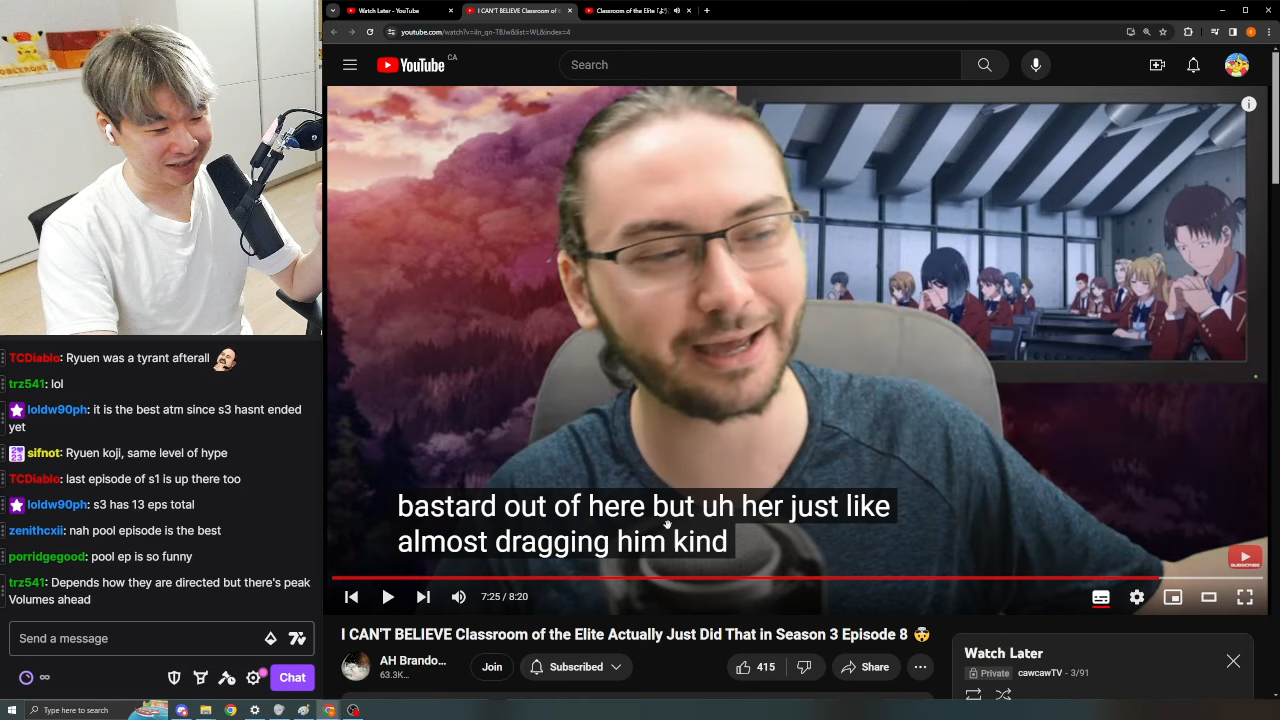 Watch Later - YouTube
I CAN'T BELIEVE Classroom of t
Classroom of the Elite
youtube.com/watch?v=iln_qn-TBJw&list=WL&index=4
YouTube CA
Search
bastard out of here but uh her just like
almost dragging him kind
SUBSCRIBE
7:25 / 8:20
I CAN'T BELIEVE Classroom of the Elite Actually Just Did That in Season 3 Episode 8 🤯
AH Brando...
63.3K...
Join
Subscribed
415
Share
Watch Later
Private cawcawTV - 3/91
TCDiablo: Ryuen was a tyrant afterall
trz541: lol
loldw90ph: it is the best atm since s3 hasnt ended
yet
sifnot: Ryuen koji, same level of hype
TCDiablo: last episode of s1 is up there too
loldw90ph: s3 has 13 eps total
zenithcxii: nah pool episode is the best
porridgegood: pool ep is so funny
trz541: Depends how they are directed but there's peak
Volumes ahead
Send a message
∞
Chat
Type here to search